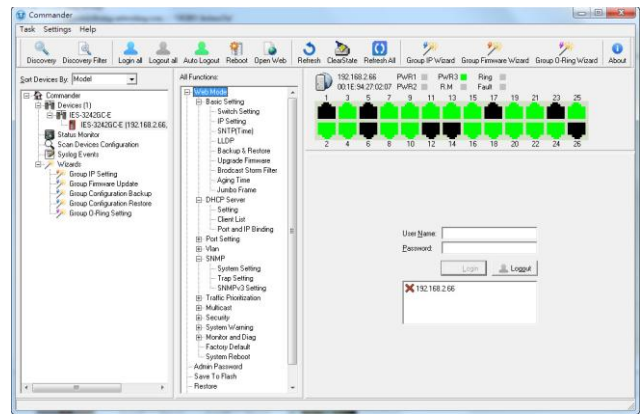 Commander
Task Settings Help
Discovery Discovery Filter Login all Logout all Auto Logout Reboot Open Web Refresh ClearState Refresh All Group IP Wizard Group Firmware Wizard Group O-Ring Wizard About
Sort Devices By: Model
Commander
Devices (1)
IES-3242GC-E
IES-3242GC-E (192.168.2.66,
Status Monitor
Scan Devices Configuration
Syslog Events
Wizards
Group IP Setting
Group Firmware Update
Group Configuration Backup
Group Configuration Restore
Group O-Ring Setting
All Functions:
Web Mode
Basic Setting
Switch Setting
IP Setting
SNTP(Time)
LLDP
Backup & Restore
Upgrade Firmware
Brodcast Storm Filter
Aging Time
Jumbo Frame
DHCP Server
Setting
Client List
Port and IP Binding
Port Setting
Vlan
SNMP
System Setting
Trap Setting
SNMPv3 Setting
Traffic Prioritization
Multicast
Security
System Warning
Monitor and Diag
Factory Default
System Reboot
Admin Password
Save To Flash
Restore
192.168.2.66 PWR1 PWR3 Ring
00:1E:94:27:02:07 PWR2 R.M Fault
1 3 5 7 9 11 13 15 17 19 21 23 25
2 4 6 8 10 12 14 16 18 20 22 24 26
User Name:
Password:
Login Logout
192.168.2.66